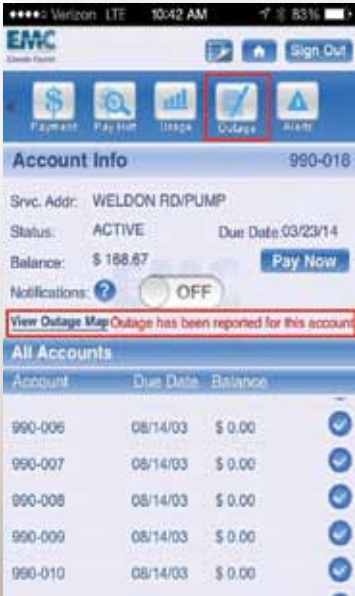 Verizon LTE 10:42 AM 83%
EMC
Sign Out
Payment Pay Hist Usage Outage Alerts
Account Info 990-018
Srvc. Addr: WELDON RD/PUMP
Status: ACTIVE Due Date:03/23/14
Balance: $ 168.67 Pay Now
Notifications: ? OFF
View Outage Map Outage has been reported for this account
All Accounts
Account Due Date Balance
990-006 08/14/03 $ 0.00
990-007 08/14/03 $ 0.00
990-008 08/14/03 $ 0.00
990-009 08/14/03 $ 0.00
990-010 08/14/03 $ 0.00